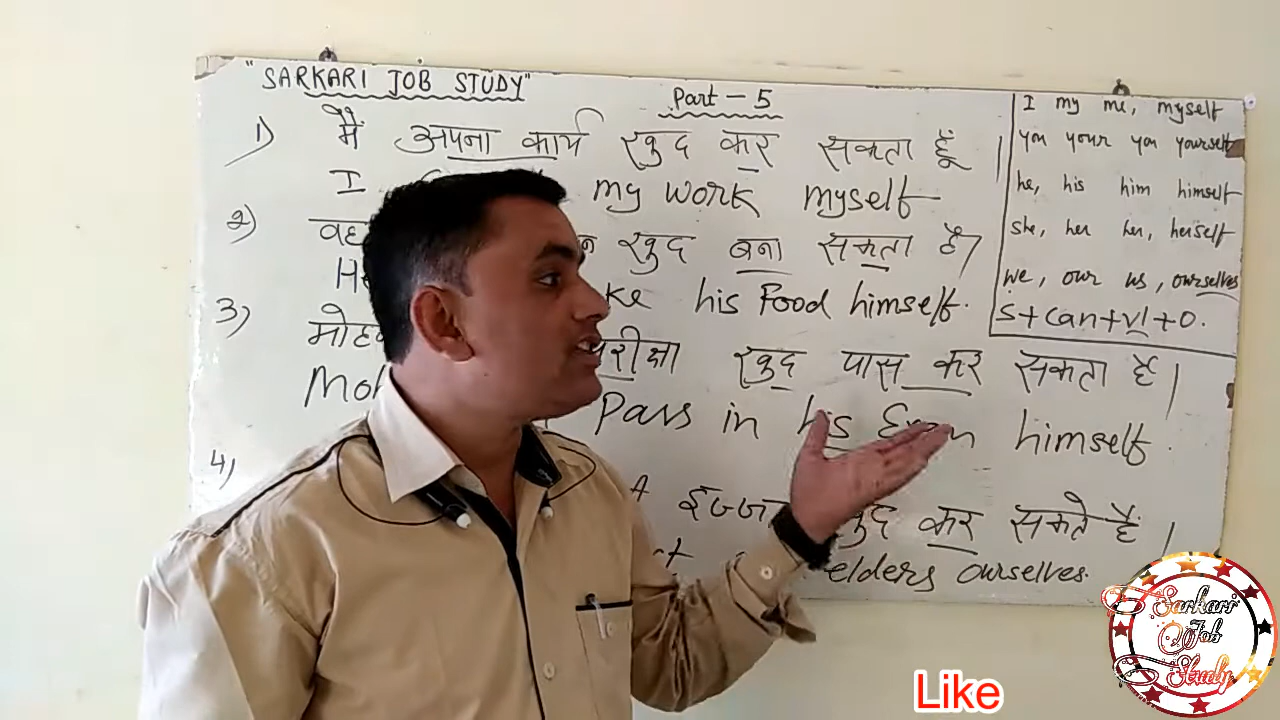 "SARKARI JOB STUDY"
Part - 5
1) मैं अपना कार्य खुद कर सकता हूँ ।
I my work myself
2) वह खुद बना सकता है।
his Food himself.
3) परीक्षा खुद पास कर सकता है।
Pass in his himself.
4)
कर सकते हैं ।
elders ourselves.
I my me, myself
you your you yourself
he, his him himself
she, her her, herself
we, our us, ourselves
S+can+V1+O.
Sarkari
Job
Study
Like